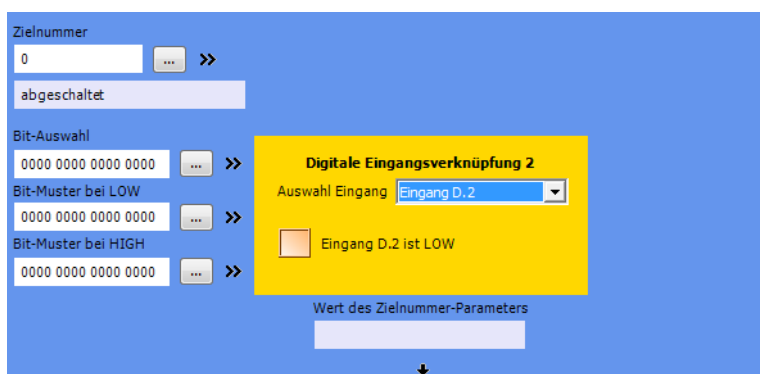 Zielnummer
0
...
abgeschaltet
Bit-Auswahl
0000 0000 0000 0000
...
Bit-Muster bei LOW
0000 0000 0000 0000
...
Bit-Muster bei HIGH
0000 0000 0000 0000
...
Digitale Eingangsverknüpfung 2
Auswahl Eingang Eingang D.2
Eingang D.2 ist LOW
Wert des Zielnummer-Parameters